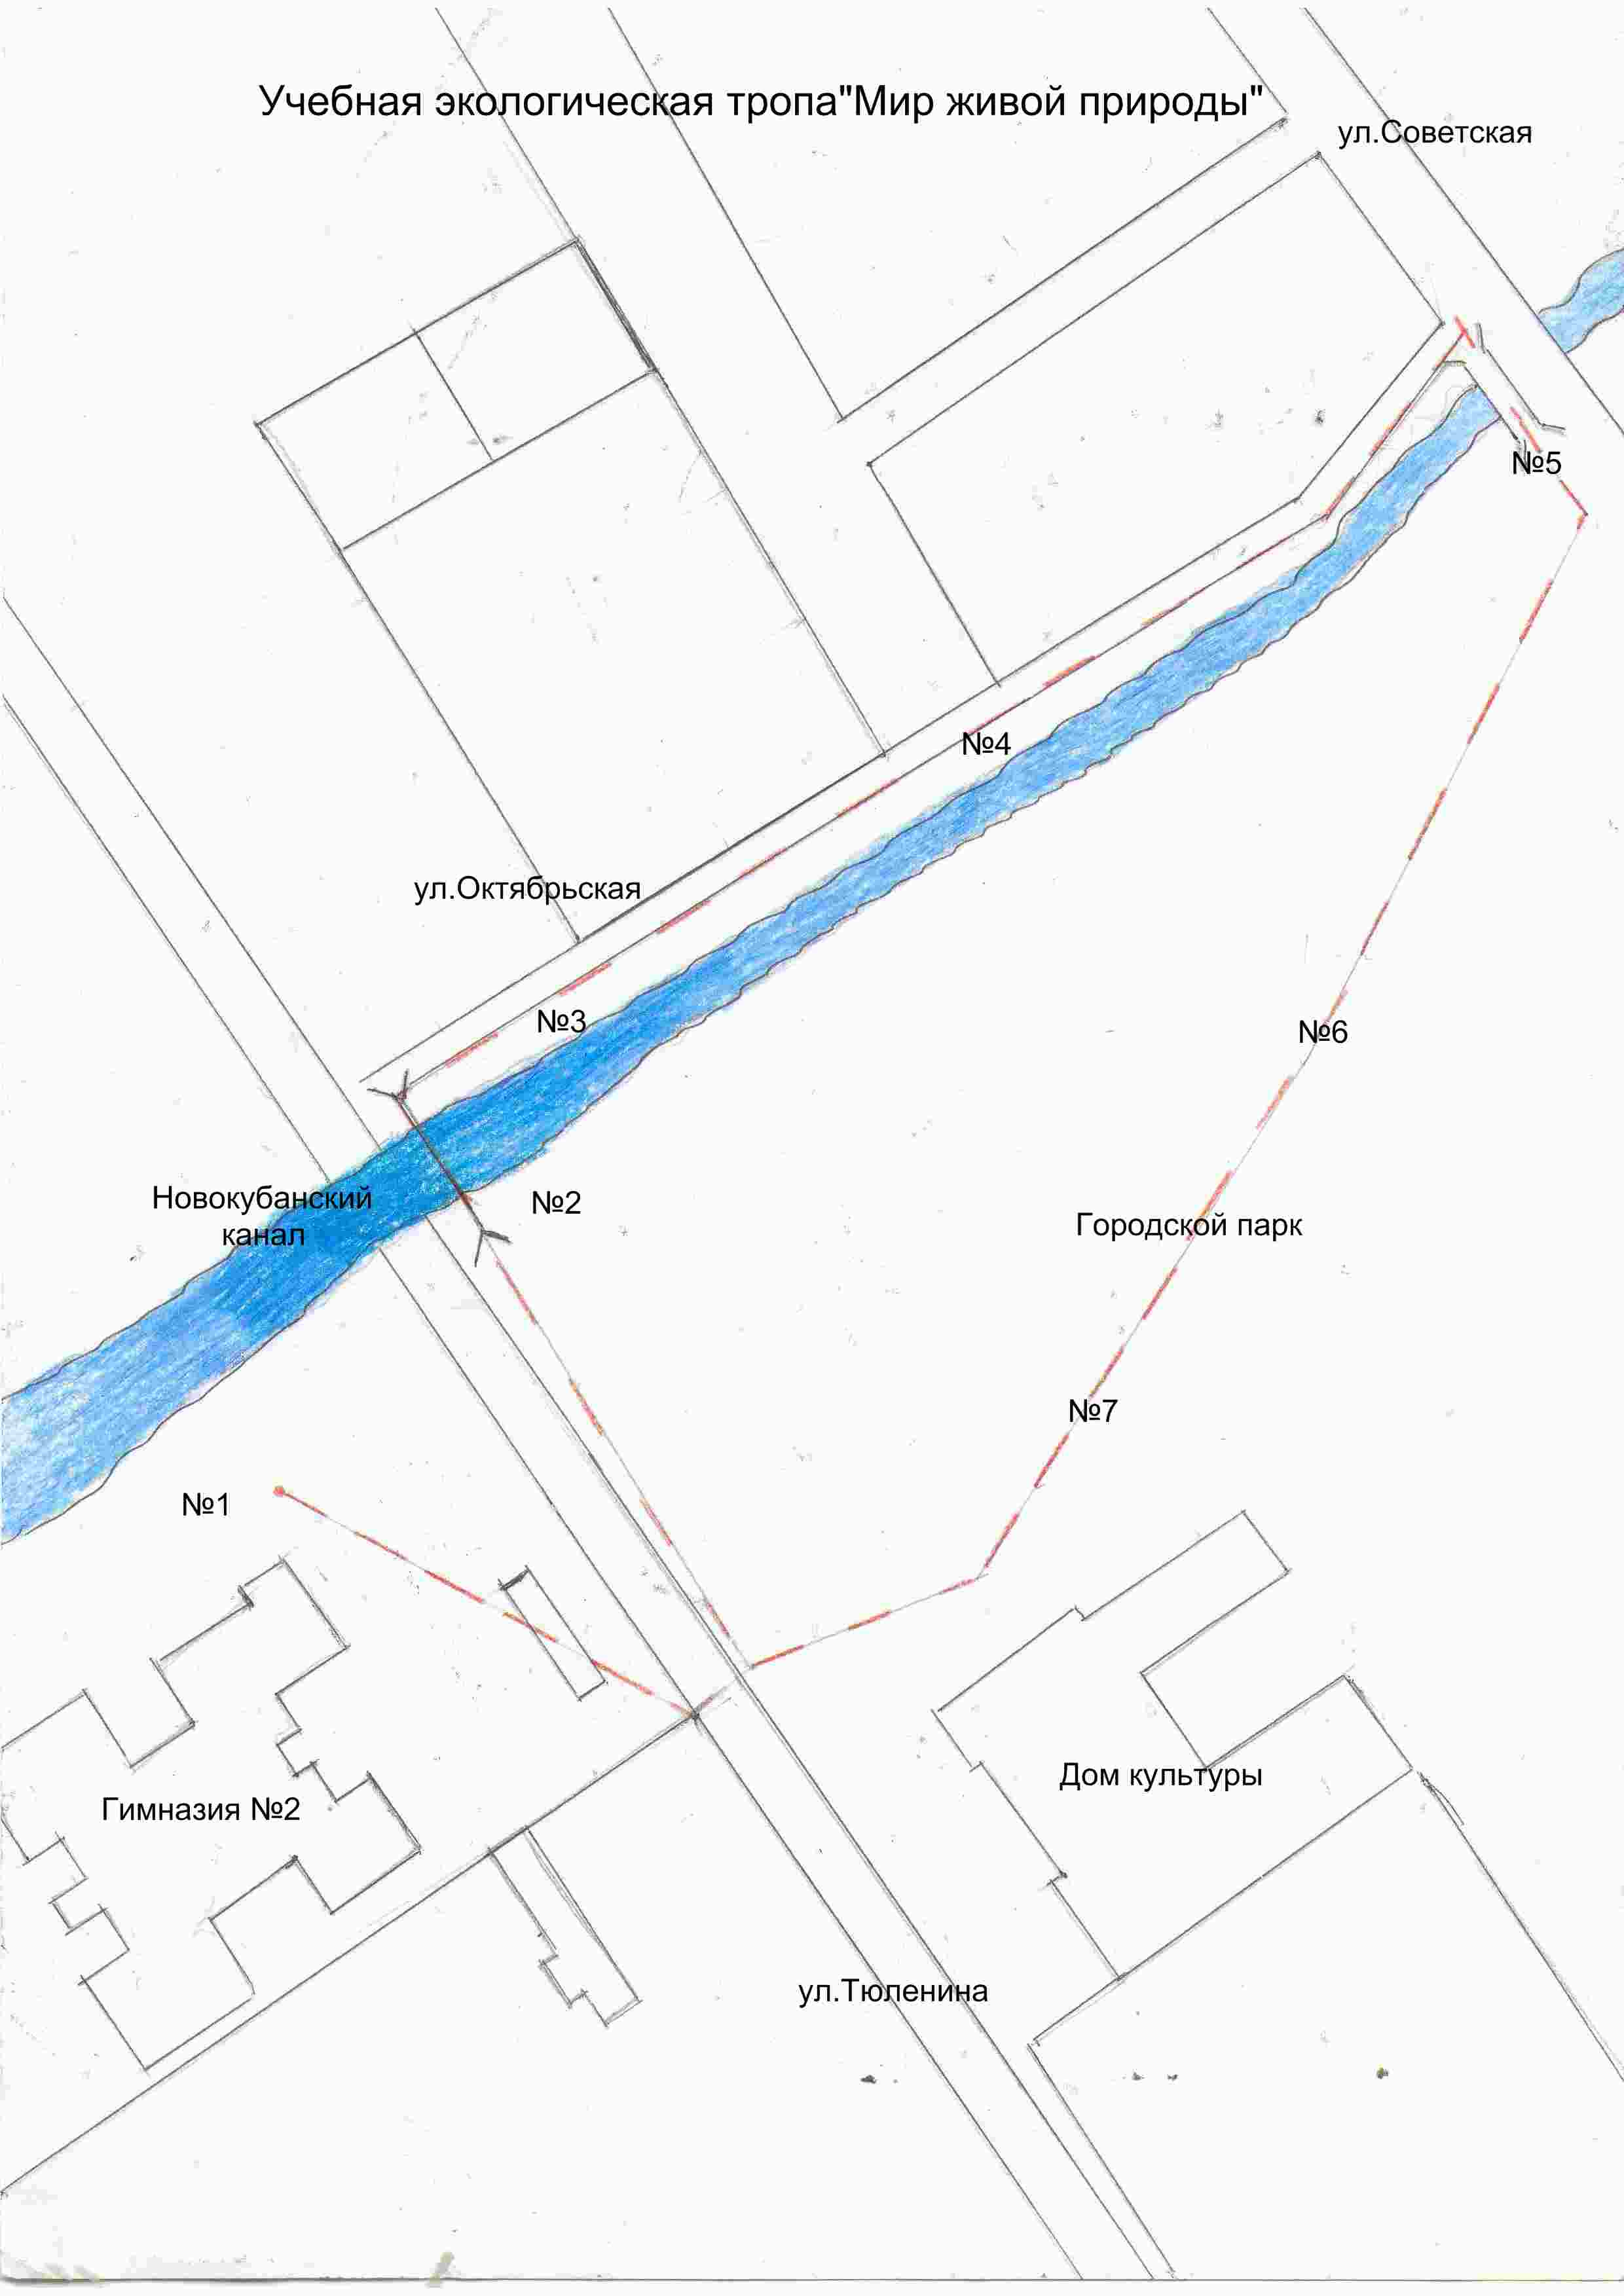 Учебная экологическая тропа"Мир живой природы"
ул.Советская
№5
№4
ул.Октябрьская
№3
№6
Новокубанский
канал
№2
Городской парк
№7
№1
Дом культуры
Гимназия №2
ул.Тюленина